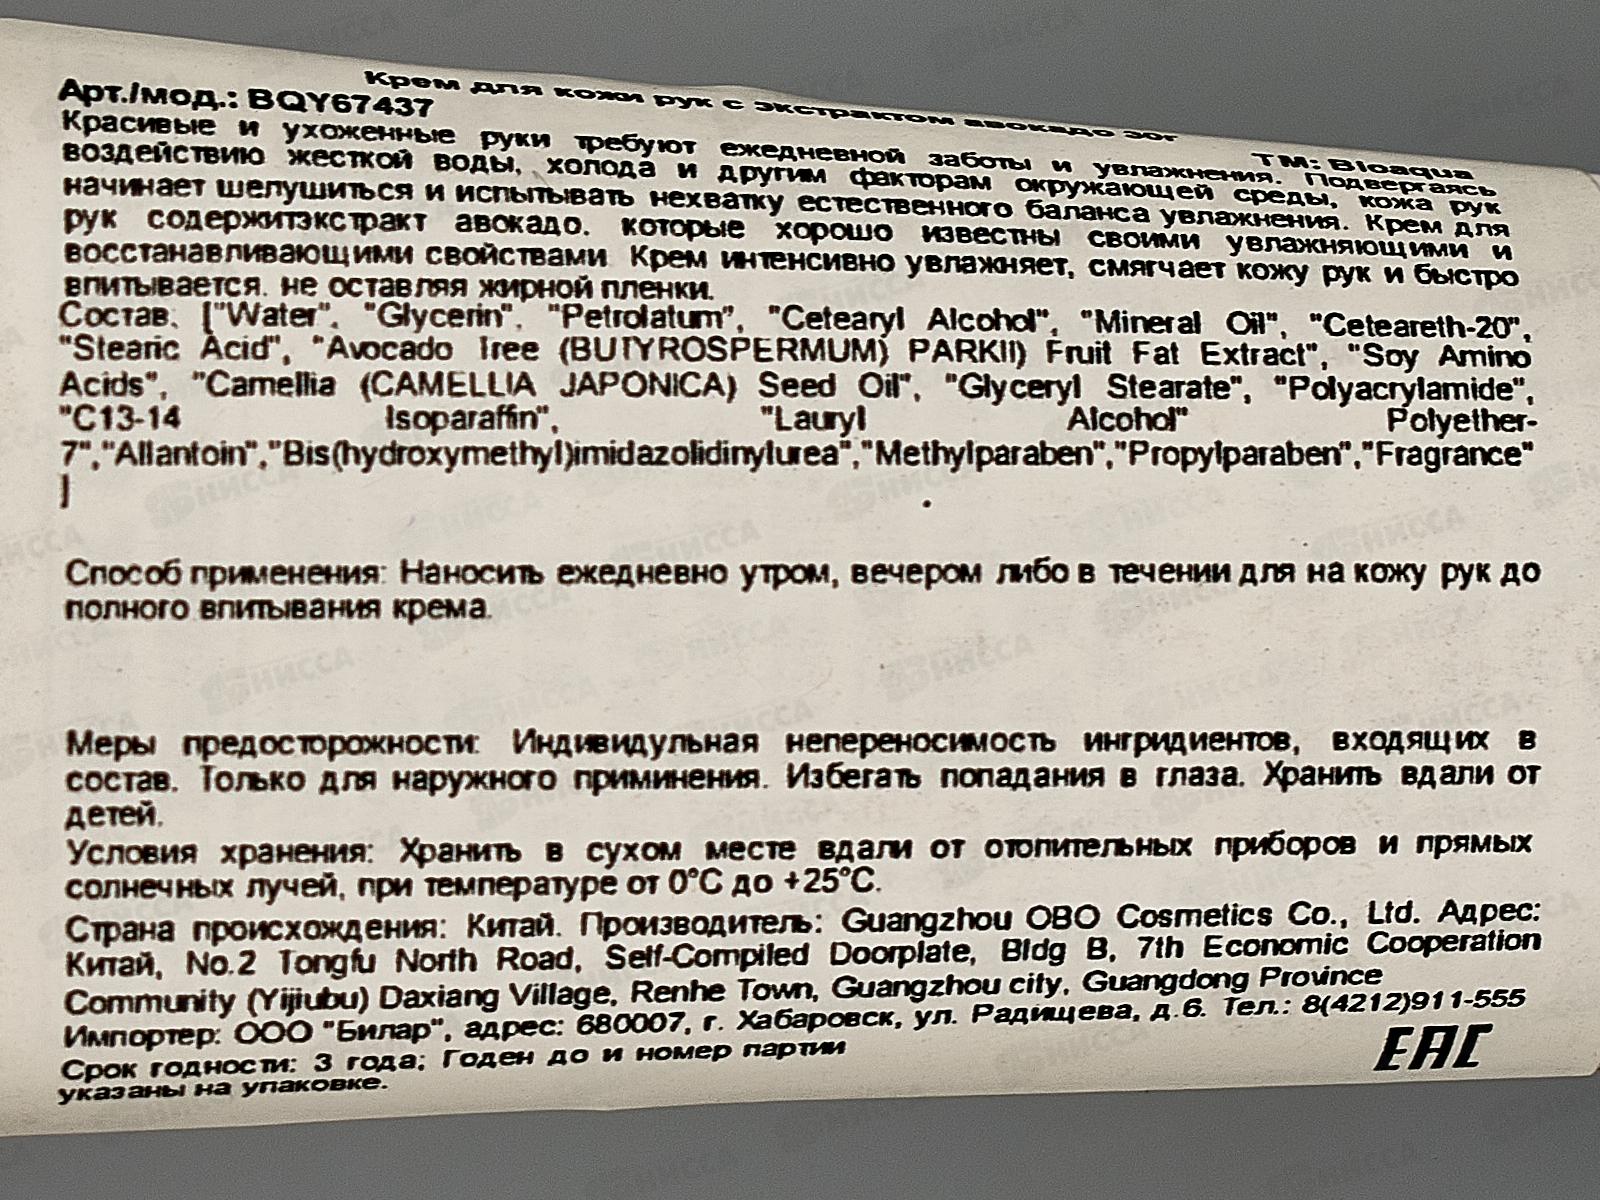 Крем для кожи рук с экстрактом авокадо 30г
Арт./мод.: BQY67437
TM: Bioaqua
Красивые и ухоженные руки требуют ежедневной заботы и увлажнения. Подвергаясь
воздействию жесткой воды, холода и другим факторам окружающей среды, кожа рук
начинает шелушиться и испытывать нехватку естественного баланса увлажнения. Крем для
рук содержитэкстракт авокадо. которые хорошо известны своими увлажняющими и
восстанавливающими свойствами Крем интенсивно увлажняет, смягчает кожу рук и быстро
впитывается. не оставляя жирной пленки.
Состав: ["Water", "Glycerin", "Petrolatum", "Cetearyl Alcohol", "Mineral Oil", "Ceteareth-20",
"Stearic Acid", "Avocado Tree (BUTYROSPERMUM) PARKII) Fruit Fat Extract", "Soy Amino
Acids", "Camellia (CAMELLIA JAPONICA) Seed Oil", "Glyceryl Stearate", "Polyacrylamide",
"C13-14 Isoparaffin", "Lauryl Alcohol" Polyether-
7","Allantoin","Bis(hydroxymethyl)imidazolidinylurea","Methylparaben","Propylparaben","Fragrance"
]
Способ применения: Наносить ежедневно утром, вечером либо в течении для на кожу рук до
полного впитывания крема.
Меры предосторожности: Индивидульная непереносимость ингридиентов, входящих в
состав. Только для наружного приминения. Избегать попадания в глаза. Хранить вдали от
детей.
Условия хранения: Хранить в сухом месте вдали от отопительных приборов и прямых
солнечных лучей, при температуре от 0°C до +25°C.
Страна происхождения: Китай. Производитель: Guangzhou OBO Cosmetics Co., Ltd. Адрес:
Китай, No.2 Tongfu North Road, Self-Compiled Doorplate, Bldg B, 7th Economic Cooperation
Community (Yijiubu) Daxiang Village, Renhe Town, Guangzhou city, Guangdong Province
Импортер: ООО "Билар", адрес: 680007, г. Хабаровск, ул. Радищева, д.6. Тел.: 8(4212)911-555
Срок годности: 3 года; Годен до и номер партии
указаны на упаковке.
EAC